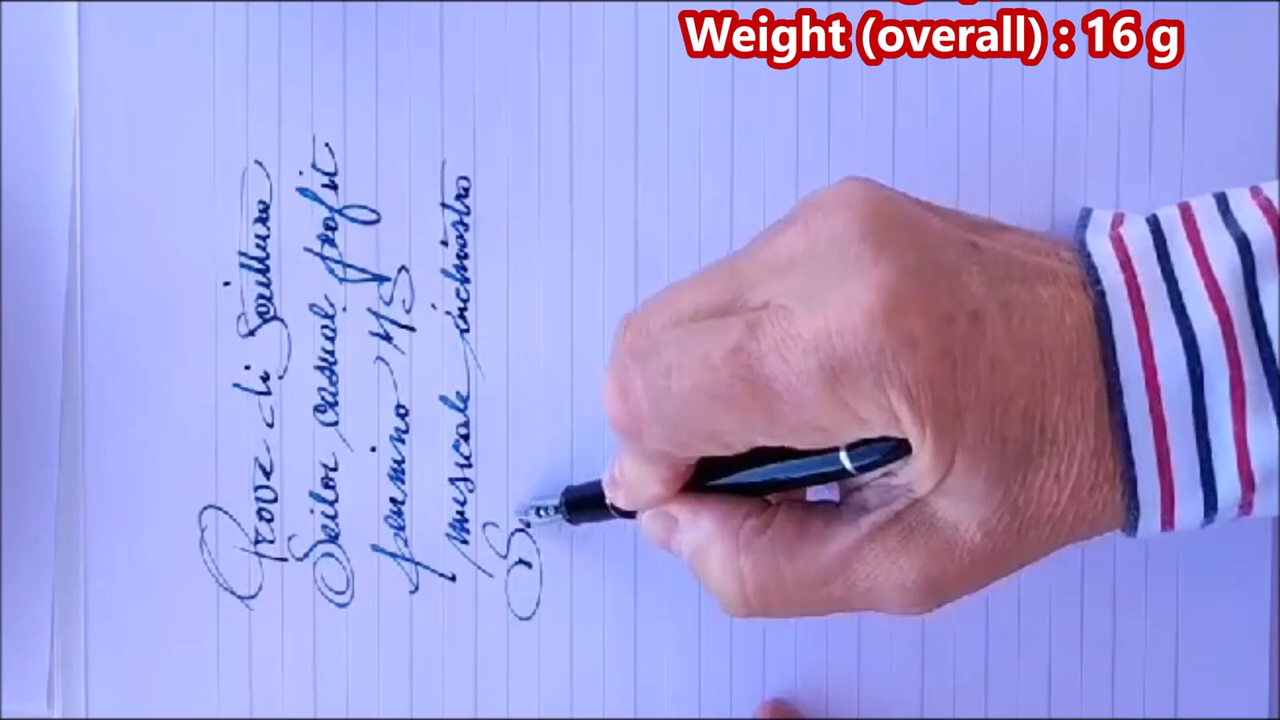 Weight (overall) : 16 g
Prova di Scrittura
Sailor casual profit
pennino MS
musicale inchiostro
S